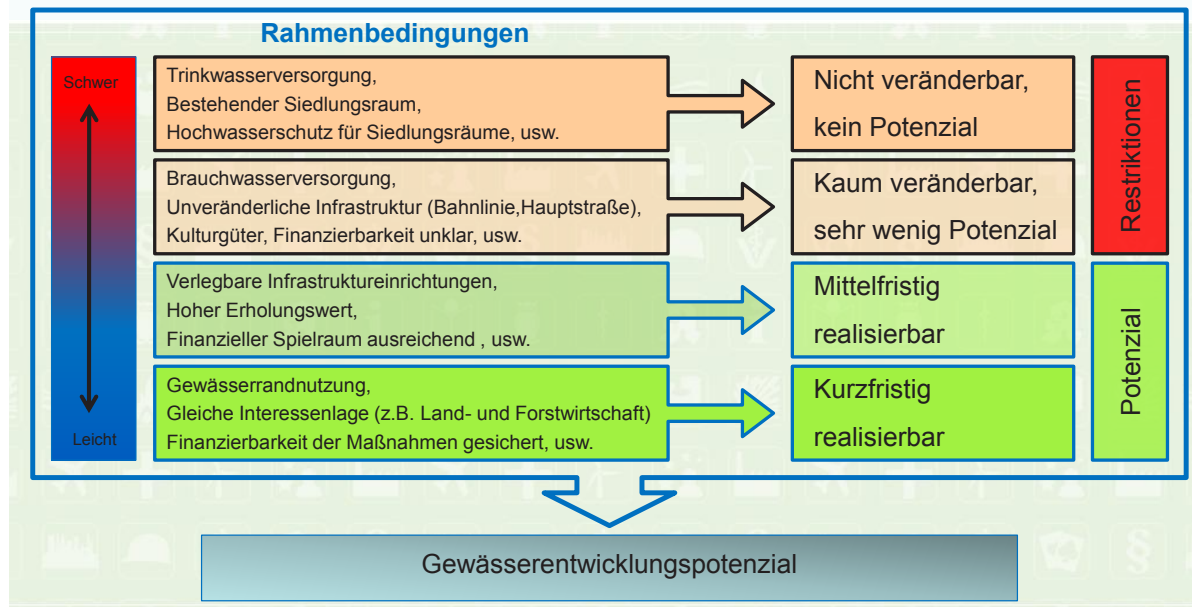 Rahmenbedingungen
Schwer
Leicht
Trinkwasserversorgung,
Bestehender Siedlungsraum,
Hochwasserschutz für Siedlungsräume, usw.
Nicht veränderbar,
kein Potenzial
Brauchwasserversorgung,
Unveränderliche Infrastruktur (Bahnlinie,Hauptstraße),
Kulturgüter, Finanzierbarkeit unklar, usw.
Kaum veränderbar,
sehr wenig Potenzial
Restriktionen
Verlegbare Infrastruktureinrichtungen,
Hoher Erholungswert,
Finanzieller Spielraum ausreichend , usw.
Mittelfristig
realisierbar
Gewässerrandnutzung,
Gleiche Interessenlage (z.B. Land- und Forstwirtschaft)
Finanzierbarkeit der Maßnahmen gesichert, usw.
Kurzfristig
realisierbar
Potenzial
Gewässerentwicklungspotenzial